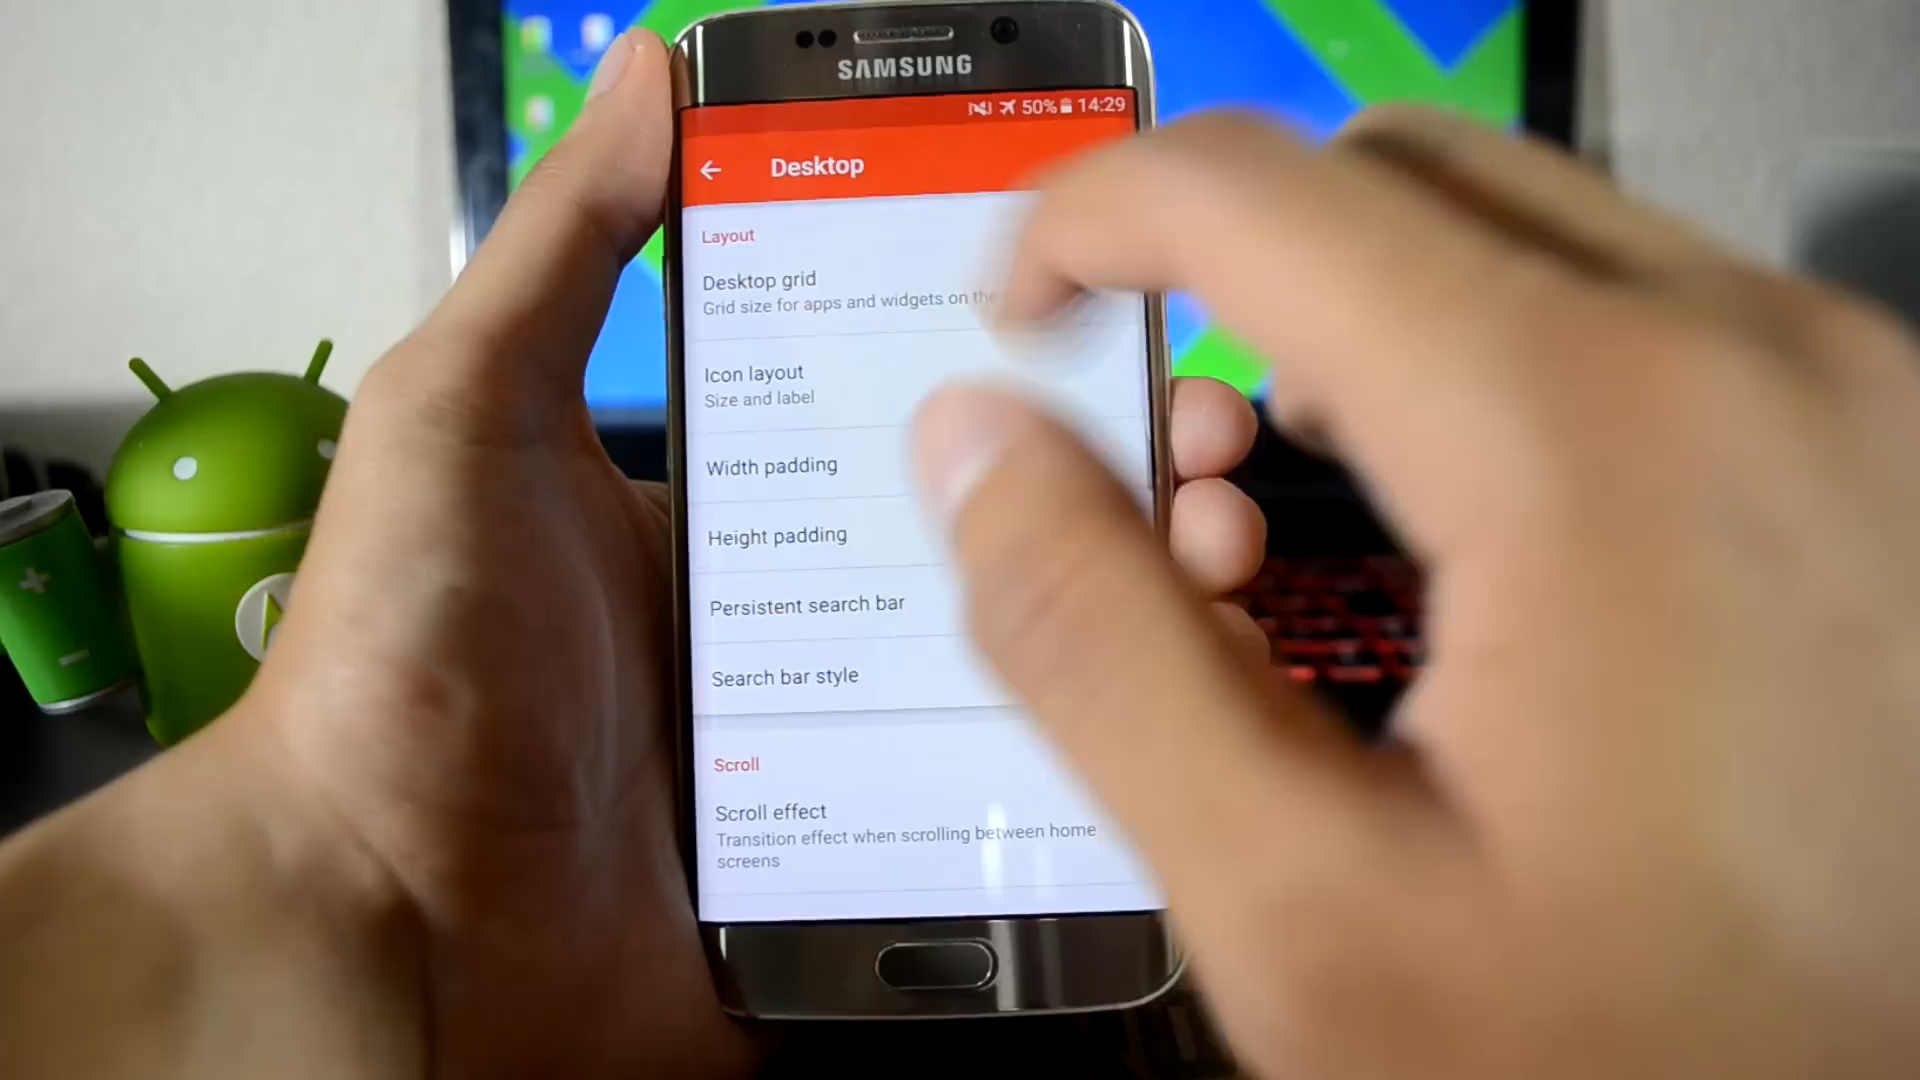 SAMSUNG
50% 14:29
Desktop
Layout
Desktop grid
Grid size for apps and widgets on the
Icon layout
Size and label
Width padding
Height padding
Persistent search bar
Search bar style
Scroll
Scroll effect
Transition effect when scrolling between home
screens